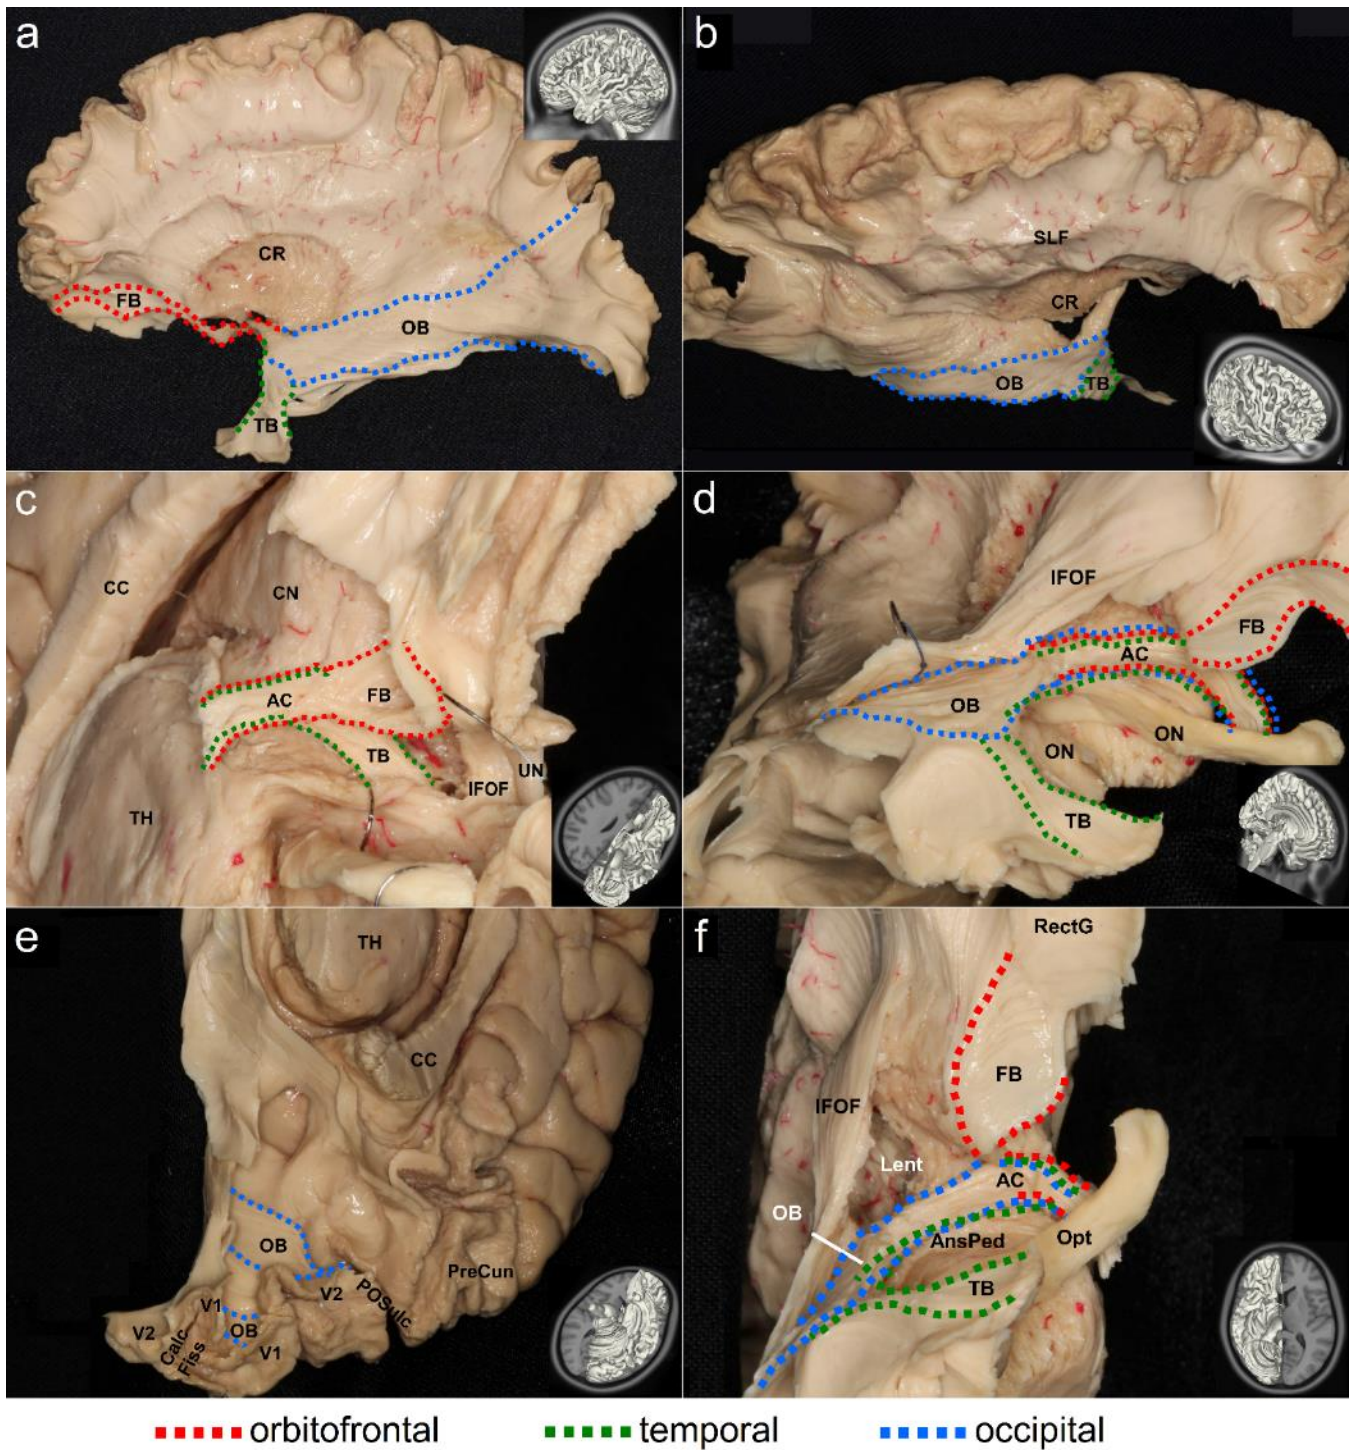 a
CR
FB
OB
TB
b
SLF
CR
OB
TB
c
CC
CN
AC
FB
TB
UN
IFOF
TH
d
IFOF
FB
AC
OB
ON
ON
TB
e
TH
CC
OB
V2
PreCun
POSulc
V1
V2
OB
Calc
Fiss
V1
f
RectG
FB
IFOF
Lent
AC
OB
AnsPed
Opt
TB
orbitofrontal
temporal
occipital